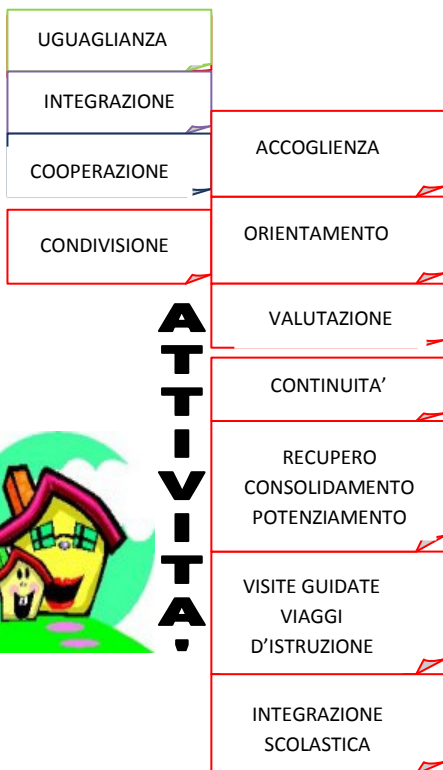 UGUAGLIANZA
INTEGRAZIONE
COOPERAZIONE
CONDIVISIONE
ATTIVITA'
ACCOGLIENZA
ORIENTAMENTO
VALUTAZIONE
CONTINUITA’
RECUPERO
CONSOLIDAMENTO
POTENZIAMENTO
VISITE GUIDATE
VIAGGI
D’ISTRUZIONE
INTEGRAZIONE
SCOLASTICA